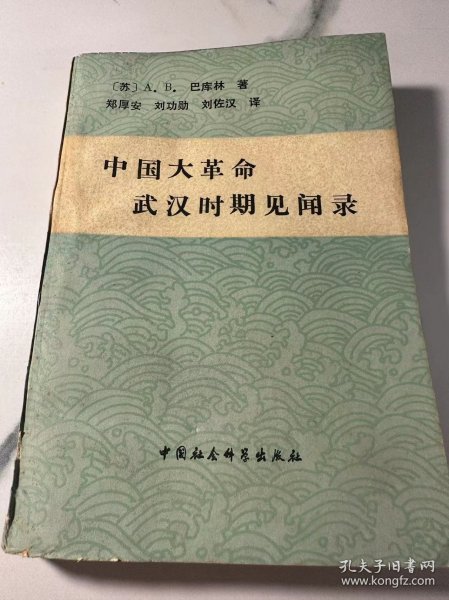 〔苏〕A．B．巴库林 著
郑厚安 刘功勋 刘佐汉 译
中国大革命
武汉时期见闻录
中国社会科学出版社
孔夫子旧书网
www.kongfz.com